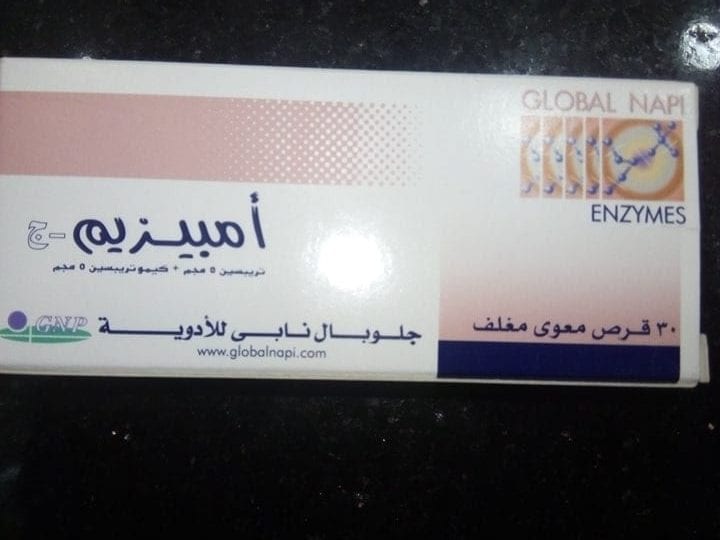 GLOBAL NAPI
ENZYMES
أمبيزيم - ج
تريبسين ٥ مجم + كيموتريبسين ٥ مجم
٣٠ قرص معوى مغلف
جلوبال نابى للأدوية
GNP
www.globalnapi.com